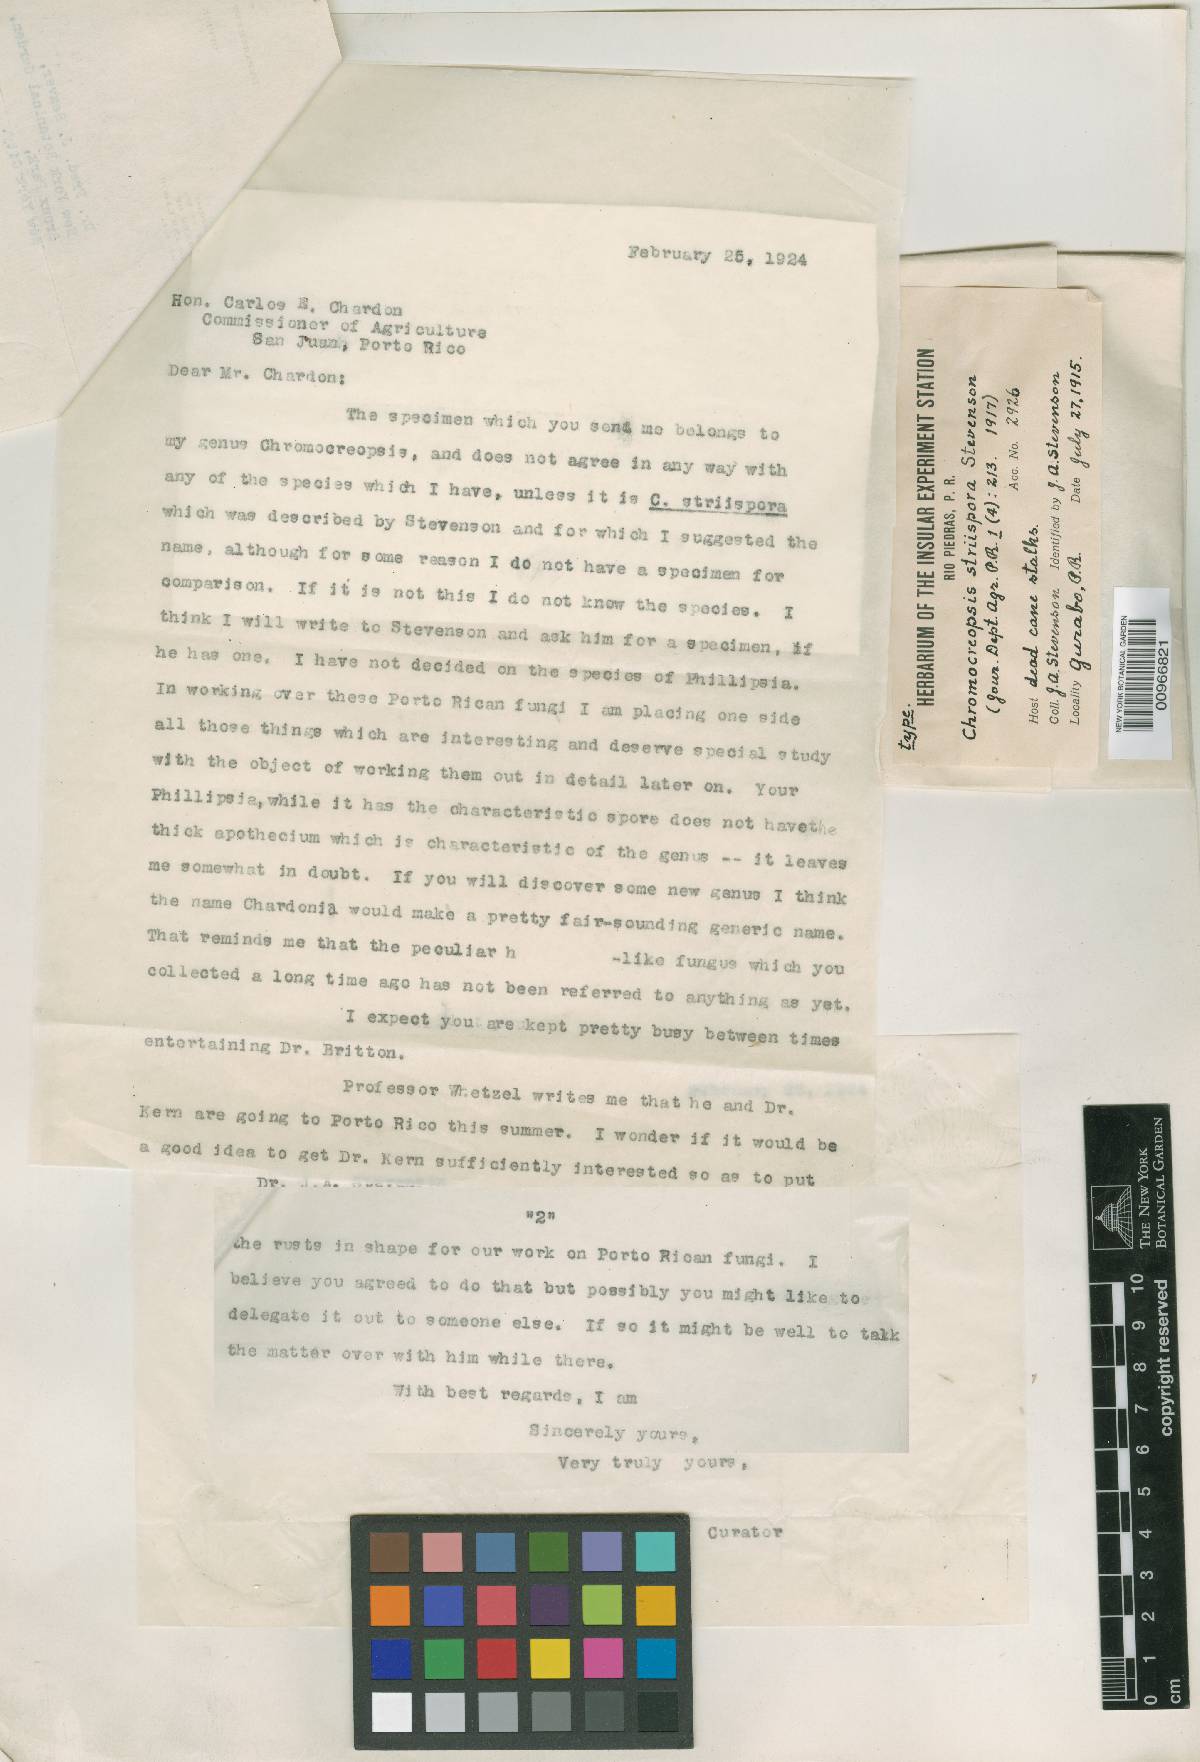 February 25, 1924
Hon. Carlos E. Chardon
Commissioner of Agriculture
San Juan, Porto Rico
Dear Mr. Chardon:
The specimen which you send me belongs to
my genus Chromocreopsis, and does not agree in any way with
any of the species which I have, unless it is C. striispora
which was described by Stevenson and for which I suggested the
name, although for some reason I do not have a specimen for
comparison. If it is not this I do not know the species. I
think I will write to Stevenson and ask him for a specimen, if
he has one. I have not decided on the species of Phillipsia.
In working over these Porto Rican fungi I am placing one side
all those things which are interesting and deserve special study
with the object of working them out in detail later on. Your
Phillipsia, while it has the characteristic spore does not havethe
thick apothecium which is characteristic of the genus -- it leaves
me somewhat in doubt. If you will discover some new genus I think
the name Chardonia would make a pretty fair-sounding generic name.
That reminds me that the peculiar h -like fungus which you
collected a long time ago has not been referred to anything as yet.
I expect you are kept pretty busy between times
entertaining Dr. Britton.
Professor Whetzel writes me that he and Dr.
Kern are going to Porto Rico this summer. I wonder if it would be
a good idea to get Dr. Kern sufficiently interested so as to put
Dr. J.A.
"2"
the rusts in shape for our work on Porto Rican fungi. I
believe you agreed to do that but possibly you might like to
delegate it out to someone else. If so it might be well to talk
the matter over with him while there.
With best regards, I am
Sincerely yours,
Very truly yours,
Curator
Dr. Fred J. Seaver,
New York Botanical Garden,
Bronx Park,
New York City.
type.
HERBARIUM OF THE INSULAR EXPERIMENT STATION
RIO PIEDRAS, P. R.
Chromocreopsis striispora Stevenson
(Jour. Dept. Agr. P.R. 1 (4): 213. 1917)
Acc. No. 2926
Host dead cane stalks.
Coll. J.A. Stevenson Identified by J.A. Stevenson
Locality Gurabo, P.R. Date July 27, 1915.
NEW YORK BOTANICAL GARDEN
00966821
THE NEW YORK
BOTANICAL GARDEN
copyright reserved
0 1 2 3 4 5 6 7 8 9 10
cm